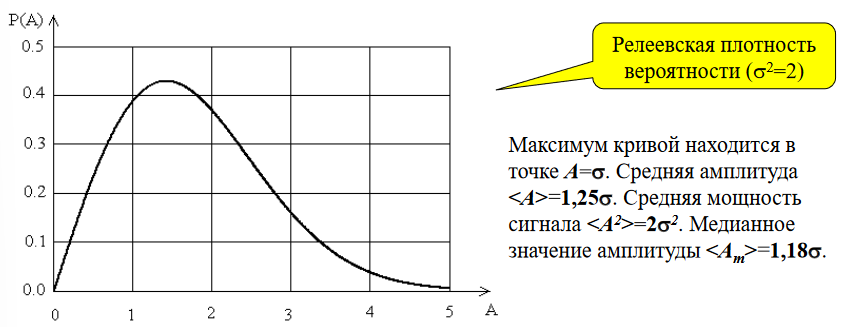 P(A)
0.5
0.4
0.3
0.2
0.1
0.0
0 1 2 3 4 5 A
Релеевская плотность
вероятности (σ²=2)
Максимум кривой находится в
точке A=σ. Средняя амплитуда
<A>=1,25σ. Средняя мощность
сигнала <A²>=2σ². Медианное
значение амплитуды <Aₘ>=1,18σ.